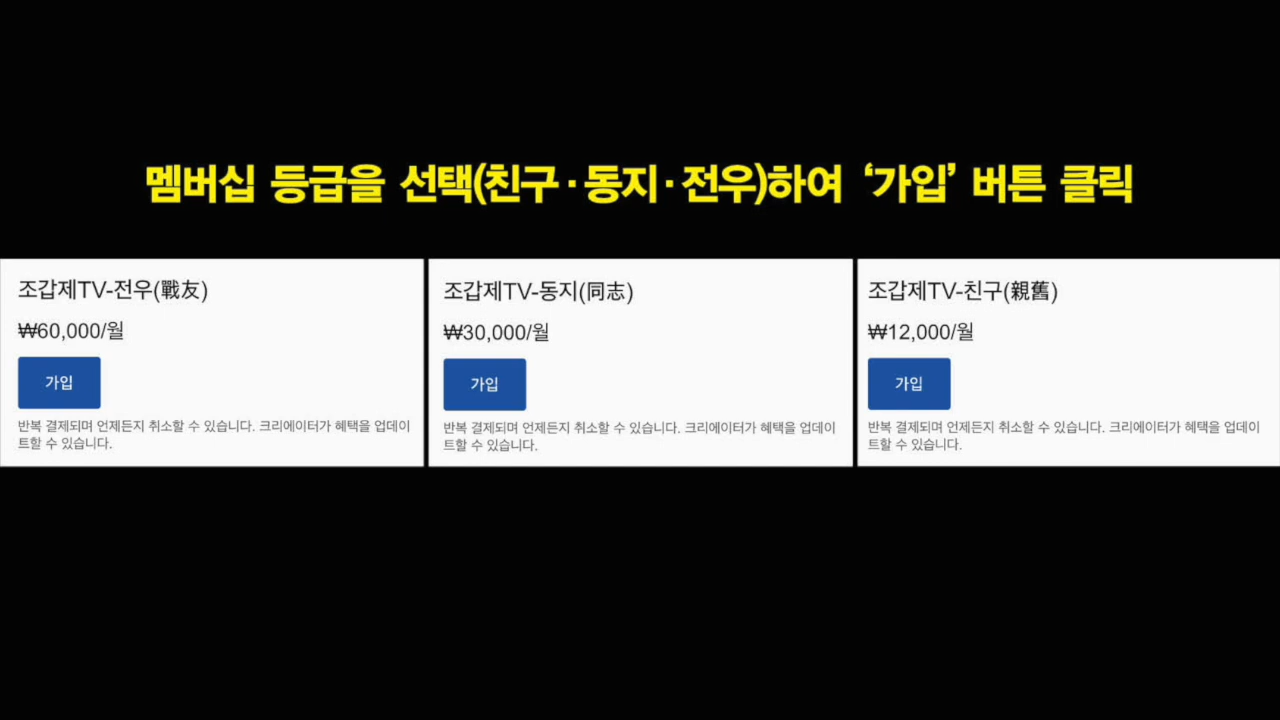 멤버십 등급을 선택(친구·동지·전우)하여 ‘가입’ 버튼 클릭
조갑제TV-전우(戰友)
₩60,000/월
가입
반복 결제되며 언제든지 취소할 수 있습니다. 크리에이터가 혜택을 업데이
트할 수 있습니다.
조갑제TV-동지(同志)
₩30,000/월
가입
반복 결제되며 언제든지 취소할 수 있습니다. 크리에이터가 혜택을 업데이
트할 수 있습니다.
조갑제TV-친구(親舊)
₩12,000/월
가입
반복 결제되며 언제든지 취소할 수 있습니다. 크리에이터가 혜택을 업데이
트할 수 있습니다.